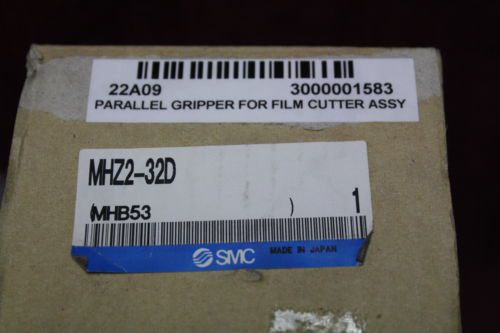 22A09 3000001583
PARALLEL GRIPPER FOR FILM CUTTER ASSY
MHZ2-32D
(MHB53 ) 1
SMC MADE IN JAPAN